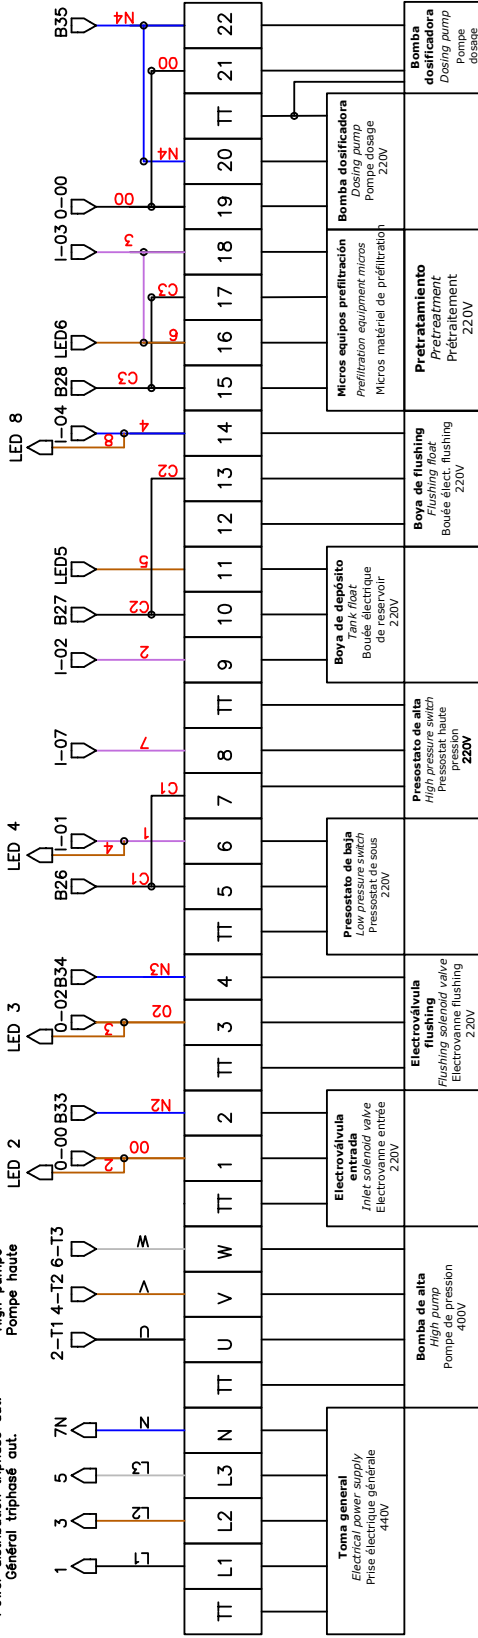 B35
N4
22
Bomba
dosificadora
Dosing pump
Pompe
dosage
00
21
TT
N4
20
Bomba dosificadora
Dosing pump
Pompe dosage
220V
0-00
00
19
I-03
3
18
C3
17
LED6
6
16
B28
C3
15
Micros equipos prefiltración
Prefiltration equipment micros
Micros matériel de préfiltration
Pretratamiento
Pretreatment
Prétraitement
220V
LED 8
I-04
8
4
14
C2
13
12
Boya de flushing
Flushing float
Bouée élect. flushing
220V
LED5
5
11
B27
C2
10
I-02
2
9
Boya de depósito
Tank float
Bouée électrique
de reservoir
220V
TT
I-07
7
8
C1
7
Presostato de alta
High pressure switch
Pressostat haute
pression
220V
LED 4
I-01
4
1
6
B26
C1
5
TT
Presostato de baja
Low pressure switch
Pressostat de sous
220V
LED 3
B34
N3
4
0-02
3
02
3
TT
Electroválvula
flushing
Flushing solenoid valve
Electrovanne flushing
220V
LED 2
B33
N2
2
0-00
2
00
1
TT
Electroválvula
entrada
Inlet solenoid valve
Electrovanne entrée
220V
Pompe haute
6-T3
W
W
4-T2
V
V
2-T1
U
U
TT
Bomba de alta
High pump
Pompe de pression
400V
Général triphasé aut.
7N
N
N
5
L3
L3
3
L2
L2
1
L1
L1
TT
Toma general
Electrical power supply
Prise électrique générale
440V